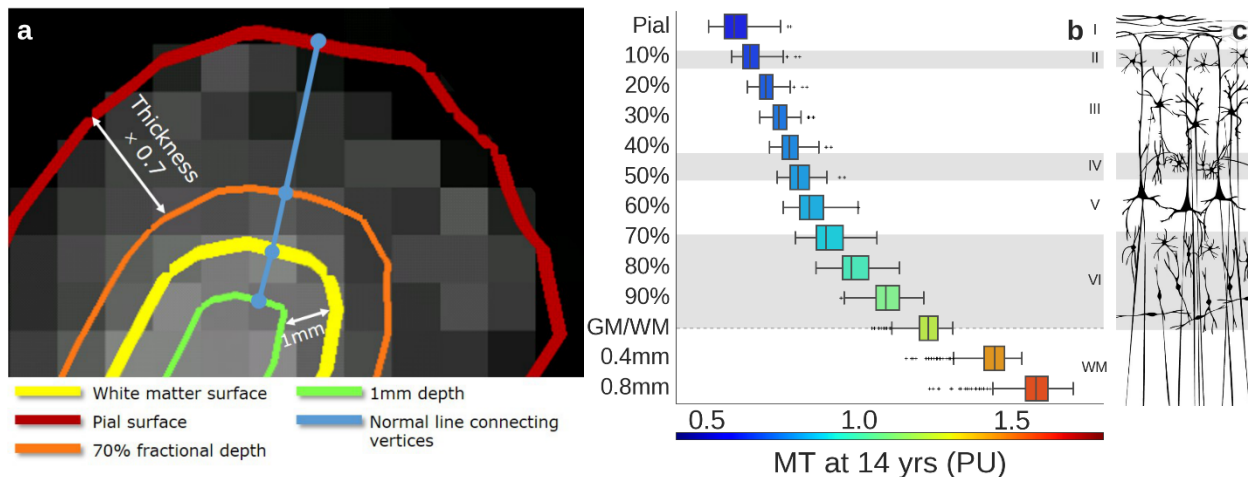 a
Thickness
× 0.7
1mm
White matter surface
Pial surface
70% fractional depth
1mm depth
Normal line connecting
vertices
b
Pial
10%
20%
30%
40%
50%
60%
70%
80%
90%
GM/WM
0.4mm
0.8mm
I
II
III
IV
V
VI
WM
0.5 1.0 1.5
MT at 14 yrs (PU)
c